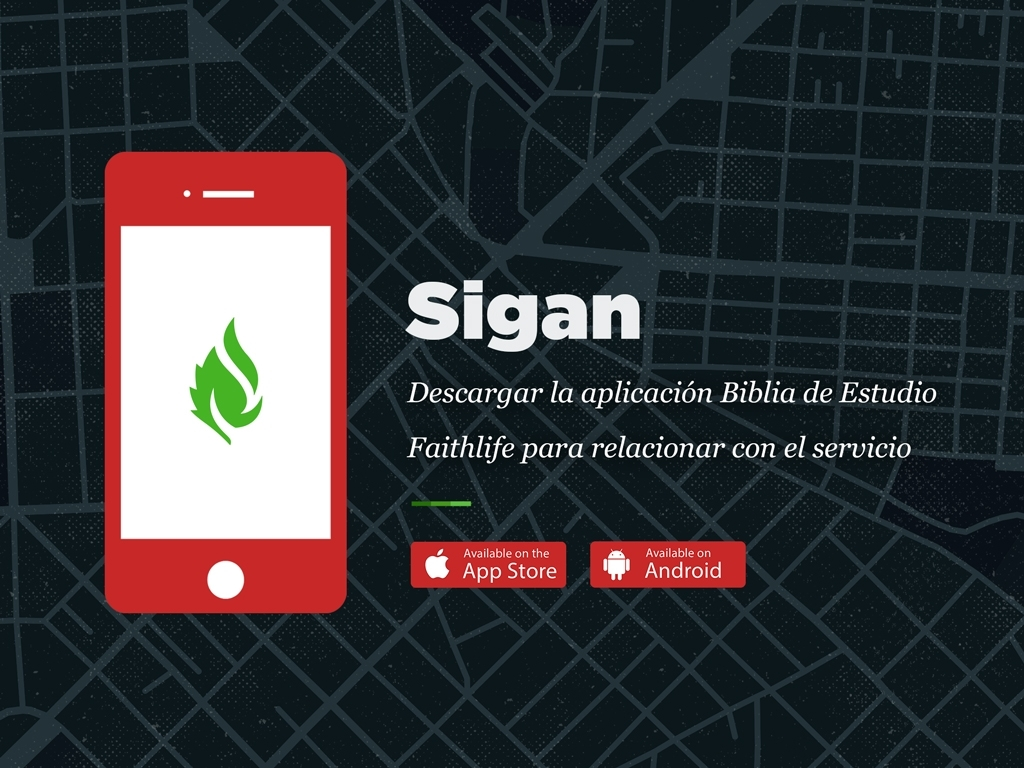 Sigan
Descargar la aplicación Biblia de Estudio
Faithlife para relacionar con el servicio
Available on the
App Store
Available on
Android